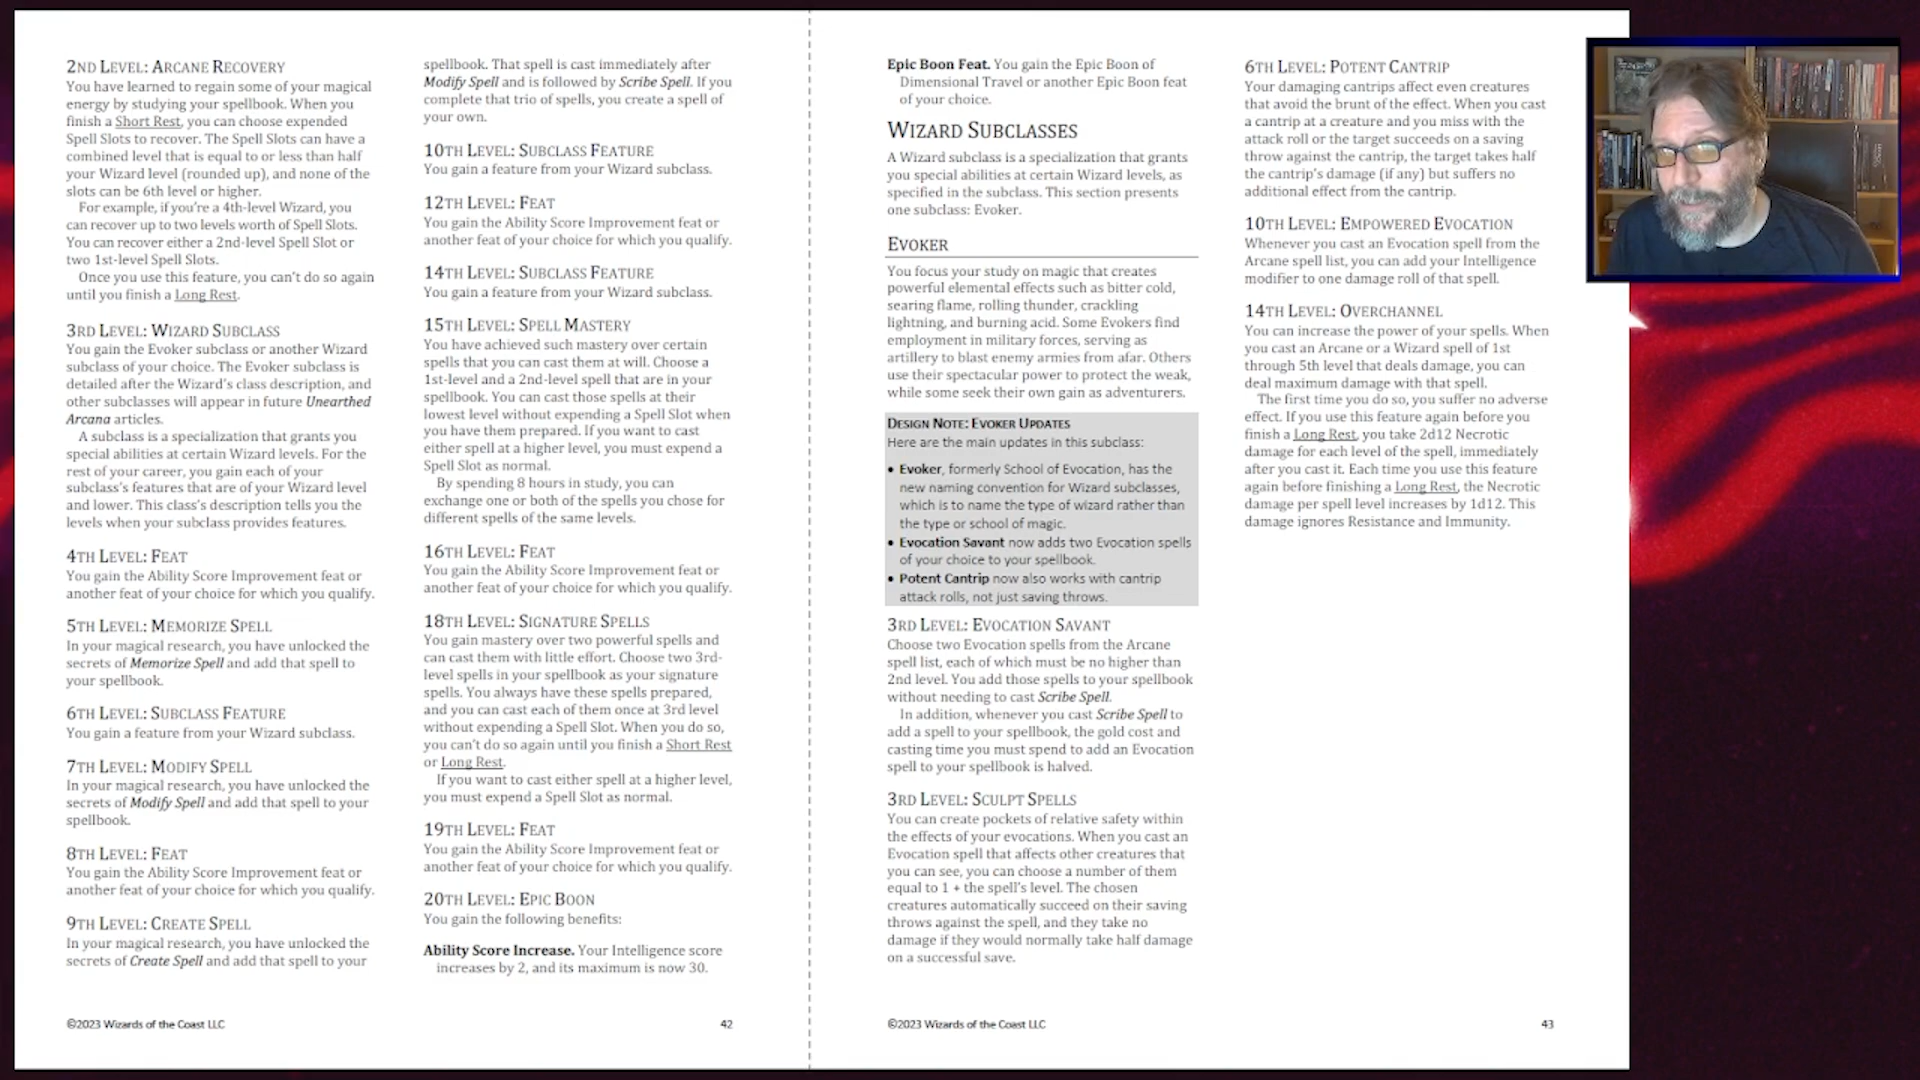 2ND LEVEL: ARCANE RECOVERY
You have learned to regain some of your magical
energy by studying your spellbook. When you
finish a Short Rest, you can choose expended
Spell Slots to recover. The Spell Slots can have a
combined level that is equal to or less than half
your Wizard level (rounded up), and none of the
slots can be 6th level or higher.
For example, if you're a 4th-level Wizard, you
can recover up to two levels worth of Spell Slots.
You can recover either a 2nd-level Spell Slot or
two 1st-level Spell Slots.
Once you use this feature, you can't do so again
until you finish a Long Rest.
3RD LEVEL: WIZARD SUBCLASS
You gain the Evoker subclass or another Wizard
subclass of your choice. The Evoker subclass is
detailed after the Wizard's class description, and
other subclasses will appear in future Unearthed
Arcana articles.
A subclass is a specialization that grants you
special abilities at certain Wizard levels. For the
rest of your career, you gain each of your
subclass's features that are of your Wizard level
and lower. This class's description tells you the
levels when your subclass provides features.
4TH LEVEL: FEAT
You gain the Ability Score Improvement feat or
another feat of your choice for which you qualify.
5TH LEVEL: MEMORIZE SPELL
In your magical research, you have unlocked the
secrets of Memorize Spell and add that spell to
your spellbook.
6TH LEVEL: SUBCLASS FEATURE
You gain a feature from your Wizard subclass.
7TH LEVEL: MODIFY SPELL
In your magical research, you have unlocked the
secrets of Modify Spell and add that spell to your
spellbook.
8TH LEVEL: FEAT
You gain the Ability Score Improvement feat or
another feat of your choice for which you qualify.
9TH LEVEL: CREATE SPELL
In your magical research, you have unlocked the
secrets of Create Spell and add that spell to your
spellbook. That spell is cast immediately after
Modify Spell and is followed by Scribe Spell. If you
complete that trio of spells, you create a spell of
your own.
10TH LEVEL: SUBCLASS FEATURE
You gain a feature from your Wizard subclass.
12TH LEVEL: FEAT
You gain the Ability Score Improvement feat or
another feat of your choice for which you qualify.
14TH LEVEL: SUBCLASS FEATURE
You gain a feature from your Wizard subclass.
15TH LEVEL: SPELL MASTERY
You have achieved such mastery over certain
spells that you can cast them at will. Choose a
1st-level and a 2nd-level spell that are in your
spellbook. You can cast those spells at their
lowest level without expending a Spell Slot when
you have them prepared. If you want to cast
either spell at a higher level, you must expend a
Spell Slot as normal.
By spending 8 hours in study, you can
exchange one or both of the spells you chose for
different spells of the same levels.
16TH LEVEL: FEAT
You gain the Ability Score Improvement feat or
another feat of your choice for which you qualify.
18TH LEVEL: SIGNATURE SPELLS
You gain mastery over two powerful spells and
can cast them with little effort. Choose two 3rd-
level spells in your spellbook as your signature
spells. You always have these spells prepared,
and you can cast each of them once at 3rd level
without expending a Spell Slot. When you do so,
you can't do so again until you finish a Short Rest
or Long Rest.
If you want to cast either spell at a higher level,
you must expend a Spell Slot as normal.
19TH LEVEL: FEAT
You gain the Ability Score Improvement feat or
another feat of your choice for which you qualify.
20TH LEVEL: EPIC BOON
You gain the following benefits:
Ability Score Increase. Your Intelligence score
increases by 2, and its maximum is now 30.
©2023 Wizards of the Coast LLC
42
Epic Boon Feat. You gain the Epic Boon of
Dimensional Travel or another Epic Boon feat
of your choice.
WIZARD SUBCLASSES
A Wizard subclass is a specialization that grants
you special abilities at certain Wizard levels, as
specified in the subclass. This section presents
one subclass: Evoker.
EVOKER
You focus your study on magic that creates
powerful elemental effects such as bitter cold,
searing flame, rolling thunder, crackling
lightning, and burning acid. Some Evokers find
employment in military forces, serving as
artillery to blast enemy armies from afar. Others
use their spectacular power to protect the weak,
while some seek their own gain as adventurers.
DESIGN NOTE: EVOKER UPDATES
Here are the main updates in this subclass:
• Evoker, formerly School of Evocation, has the
new naming convention for Wizard subclasses,
which is to name the type of wizard rather than
the type or school of magic.
• Evocation Savant now adds two Evocation spells
of your choice to your spellbook.
• Potent Cantrip now also works with cantrip
attack rolls, not just saving throws.
3RD LEVEL: EVOCATION SAVANT
Choose two Evocation spells from the Arcane
spell list, each of which must be no higher than
2nd level. You add those spells to your spellbook
without needing to cast Scribe Spell.
In addition, whenever you cast Scribe Spell to
add a spell to your spellbook, the gold cost and
casting time you must spend to add an Evocation
spell to your spellbook is halved.
3RD LEVEL: SCULPT SPELLS
You can create pockets of relative safety within
the effects of your evocations. When you cast an
Evocation spell that affects other creatures that
you can see, you can choose a number of them
equal to 1 + the spell's level. The chosen
creatures automatically succeed on their saving
throws against the spell, and they take no
damage if they would normally take half damage
on a successful save.
6TH LEVEL: POTENT CANTRIP
Your damaging cantrips affect even creatures
that avoid the brunt of the effect. When you cast
a cantrip at a creature and you miss with the
attack roll or the target succeeds on a saving
throw against the cantrip, the target takes half
the cantrip's damage (if any) but suffers no
additional effect from the cantrip.
10TH LEVEL: EMPOWERED EVOCATION
Whenever you cast an Evocation spell from the
Arcane spell list, you can add your Intelligence
modifier to one damage roll of that spell.
14TH LEVEL: OVERCHANNEL
You can increase the power of your spells. When
you cast an Arcane or a Wizard spell of 1st
through 5th level that deals damage, you can
deal maximum damage with that spell.
The first time you do so, you suffer no adverse
effect. If you use this feature again before you
finish a Long Rest, you take 2d12 Necrotic
damage for each level of the spell, immediately
after you cast it. Each time you use this feature
again before finishing a Long Rest, the Necrotic
damage per spell level increases by 1d12. This
damage ignores Resistance and Immunity.
©2023 Wizards of the Coast LLC
43